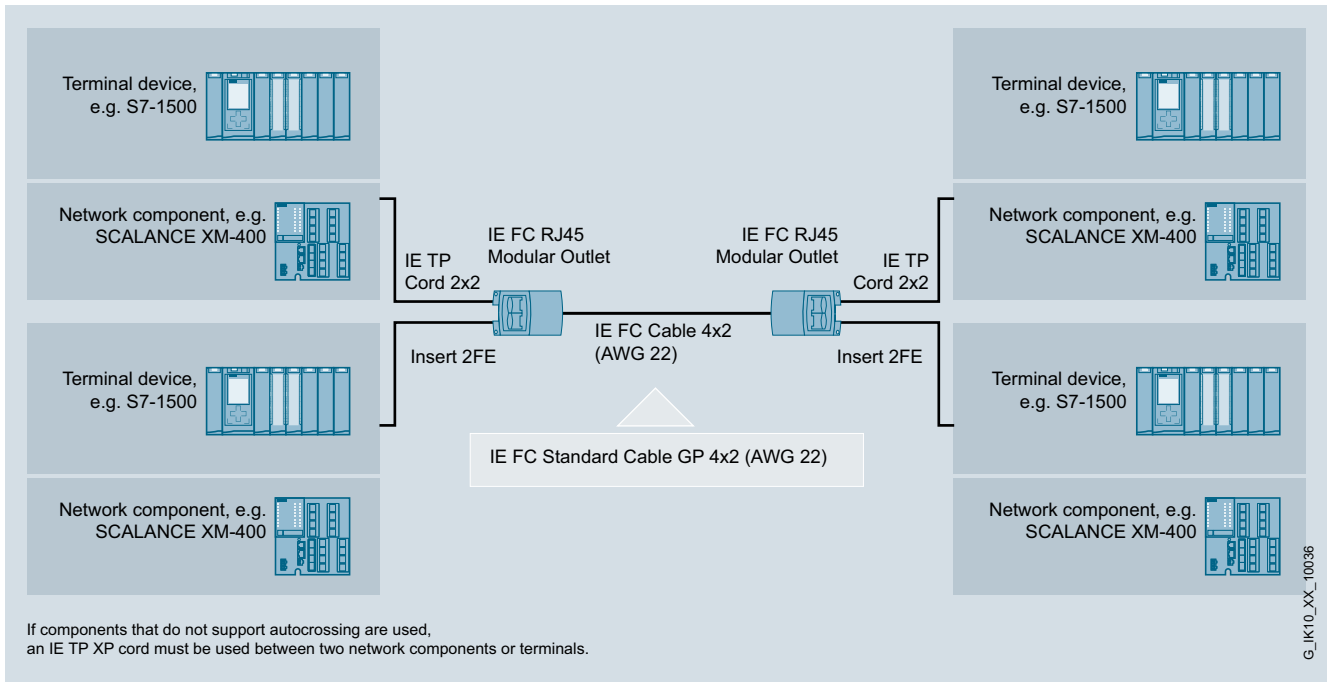 Terminal device,
e.g. S7-1500
Network component, e.g.
SCALANCE XM-400
Terminal device,
e.g. S7-1500
Network component, e.g.
SCALANCE XM-400
IE TP
Cord 2x2
IE FC RJ45
Modular Outlet
Insert 2FE
IE FC Cable 4x2
(AWG 22)
IE FC Standard Cable GP 4x2 (AWG 22)
IE FC RJ45
Modular Outlet
IE TP
Cord 2x2
Insert 2FE
Terminal device,
e.g. S7-1500
Network component, e.g.
SCALANCE XM-400
Terminal device,
e.g. S7-1500
Network component, e.g.
SCALANCE XM-400
If components that do not support autocrossing are used,
an IE TP XP cord must be used between two network components or terminals.
G_IK10_XX_10036